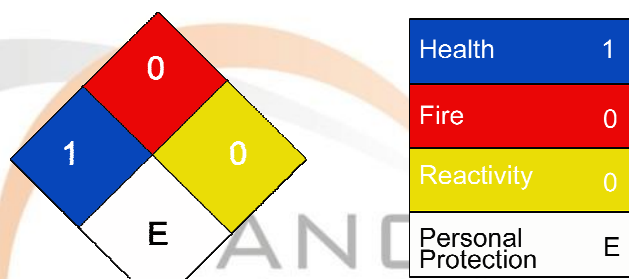 0
1
0
E
Health 1
Fire 0
Reactivity 0
Personal
Protection E